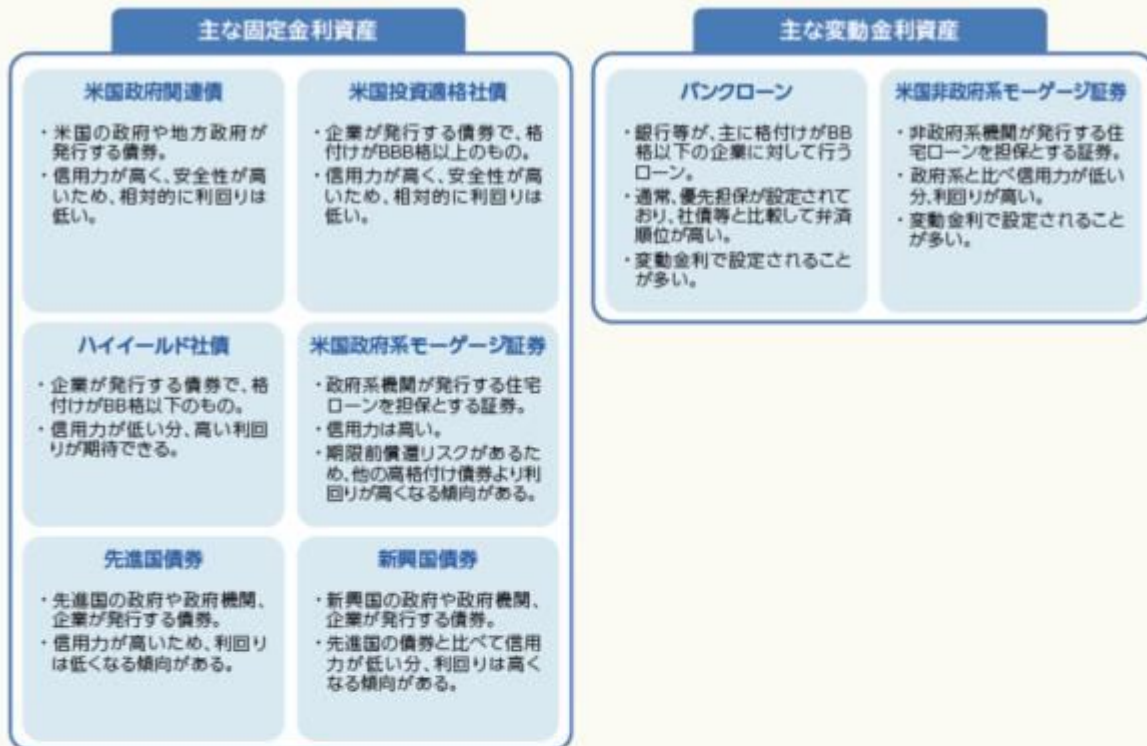 主な固定金利資産
米国政府関連債
・米国の政府や地方政府が
発行する債券。
・信用力が高く、安全性が高
いため、相対的に利回りは
低い。
米国投資適格社債
・企業が発行する債券で、格
付けがBBB格以上のもの。
・信用力が高く、安全性が高
いため、相対的に利回りは
低い。
ハイイールド社債
・企業が発行する債券で、格
付けがBB格以下のもの。
・信用力が低い分、高い利回
りが期待できる。
米国政府系モーゲージ証券
・政府系機関が発行する住宅
ローンを担保とする証券。
・信用力は高い。
・期限前償還リスクがあるた
め、他の高格付け債券より利
回りが高くなる傾向がある。
先進国債券
・先進国の政府や政府機関、
企業が発行する債券。
・信用力が高いため、利回り
は低くなる傾向がある。
新興国債券
・新興国の政府や政府機関、
企業が発行する債券。
・先進国の債券と比べて信用
力が低い分、利回りは高く
なる傾向がある。
主な変動金利資産
バンクローン
・銀行等が、主に格付けがBB
格以下の企業に対して行う
ローン。
・通常、優先担保が設定されて
おり、社債等と比較して弁済
順位が高い。
・変動金利で設定されること
が多い。
米国非政府系モーゲージ証券
・非政府系機関が発行する住
宅ローンを担保とする証券。
・政府系と比べ信用力が低い
分、利回りが高い。
・変動金利で設定されること
が多い。